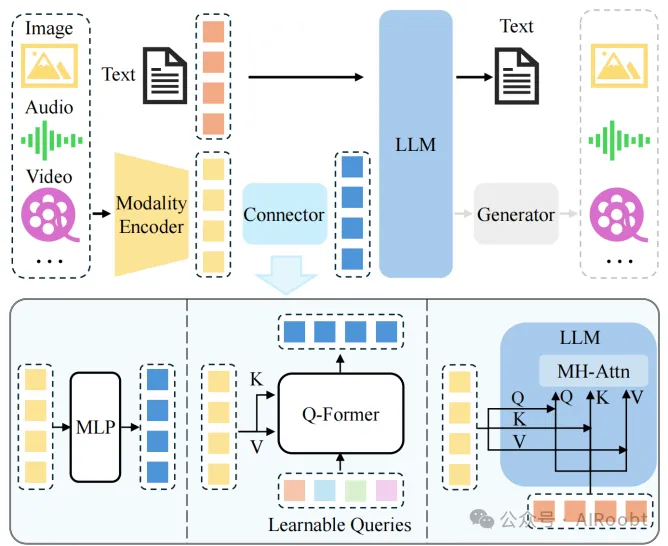 Image
Text
Text
Audio
LLM
Video
Modality
Encoder
Connector
Generator
...
...
LLM
MH-Attn
K
Q
Q K V
MLP
Q-Former
K
V
V
Learnable Queries
公众号 · AIRoobt